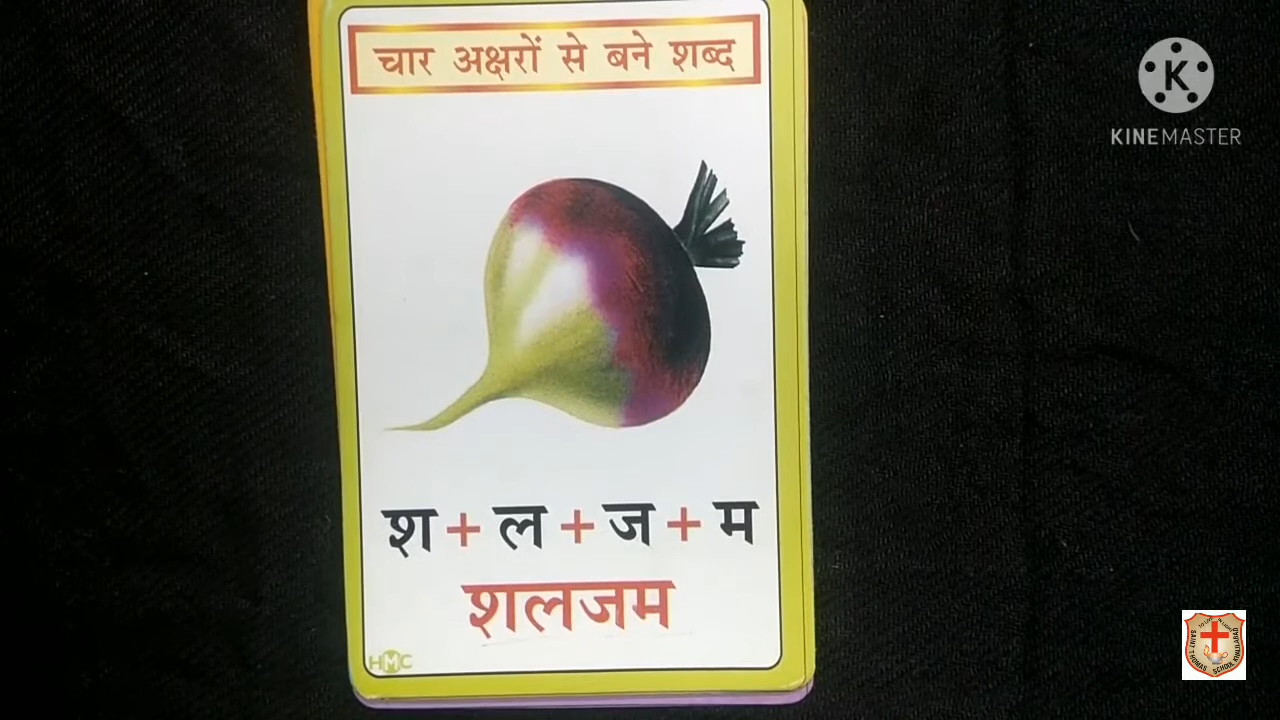 चार अक्षरों से बने शब्द
KINEMASTER
श + ल + ज + म
शलजम
HMC